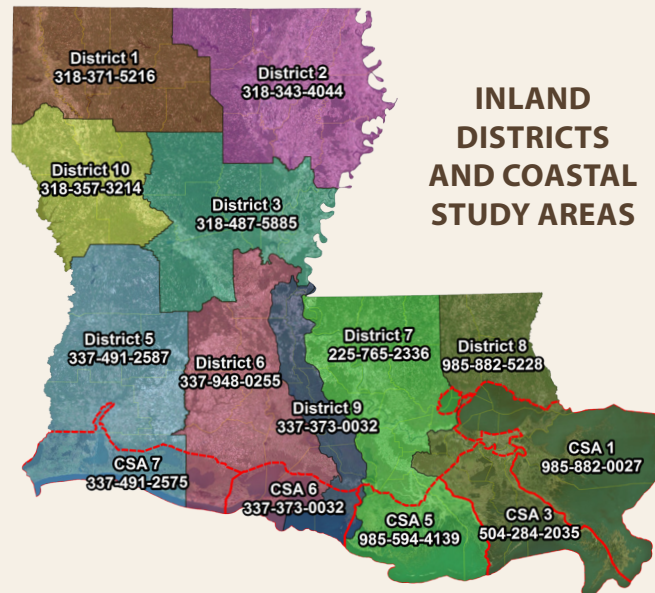 INLAND
DISTRICTS
AND COASTAL
STUDY AREAS
District 1
318-371-5216
District 2
318-343-4044
District 10
318-357-3214
District 3
318-487-5885
District 5
337-491-2587
District 6
337-948-0255
District 7
225-765-2336
District 8
985-882-5228
District 9
337-373-0032
CSA 1
985-882-0027
CSA 7
337-491-2575
CSA 6
337-373-0032
CSA 5
985-594-4139
CSA 3
504-284-2035